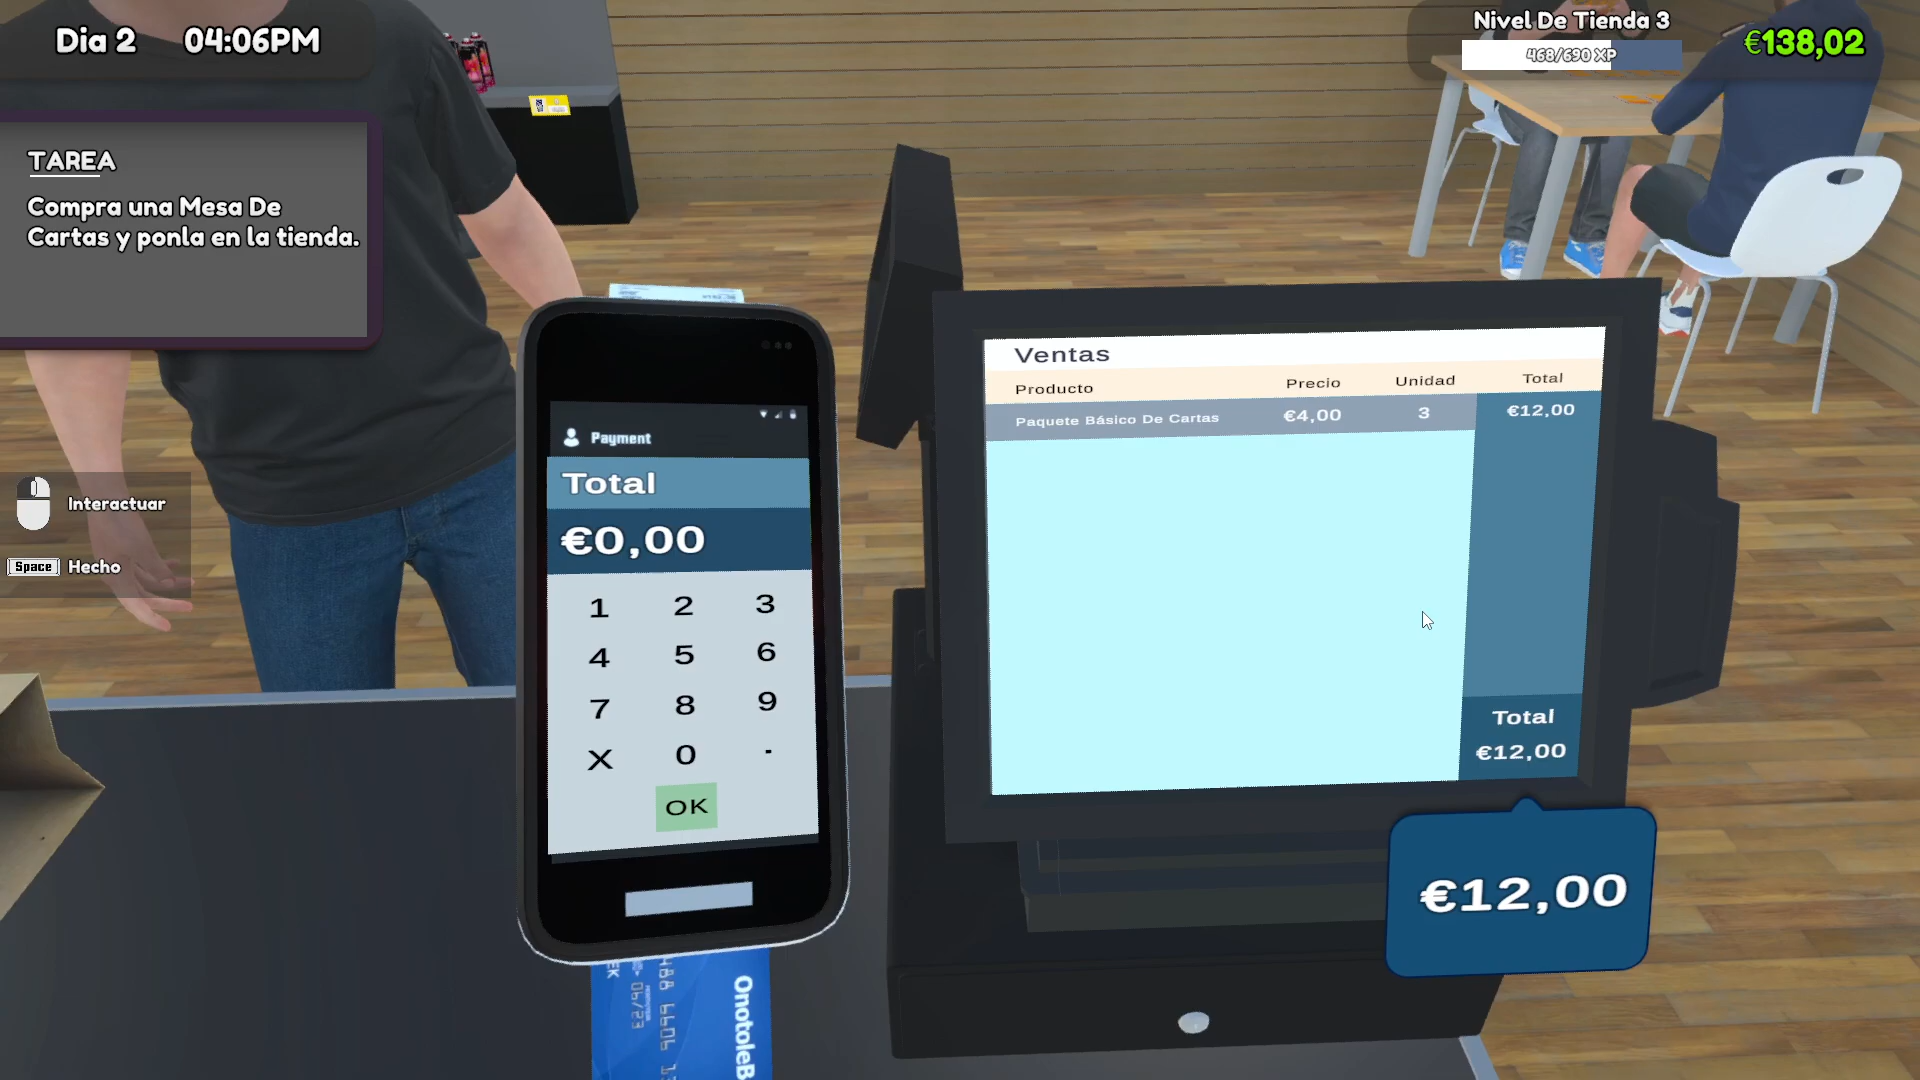 Dia 2 04:06PM
Nivel De Tienda 3
468/690 XP
€138,02
TAREA
Compra una Mesa De
Cartas y ponla en la tienda.
Interactuar
Space Hecho
Payment
Total
€0,00
1 2 3
4 5 6
7 8 9
X 0 .
OK
Ventas
Producto Precio Unidad Total
Paquete Básico De Cartas €4,00 3 €12,00
Total
€12,00
€12,00